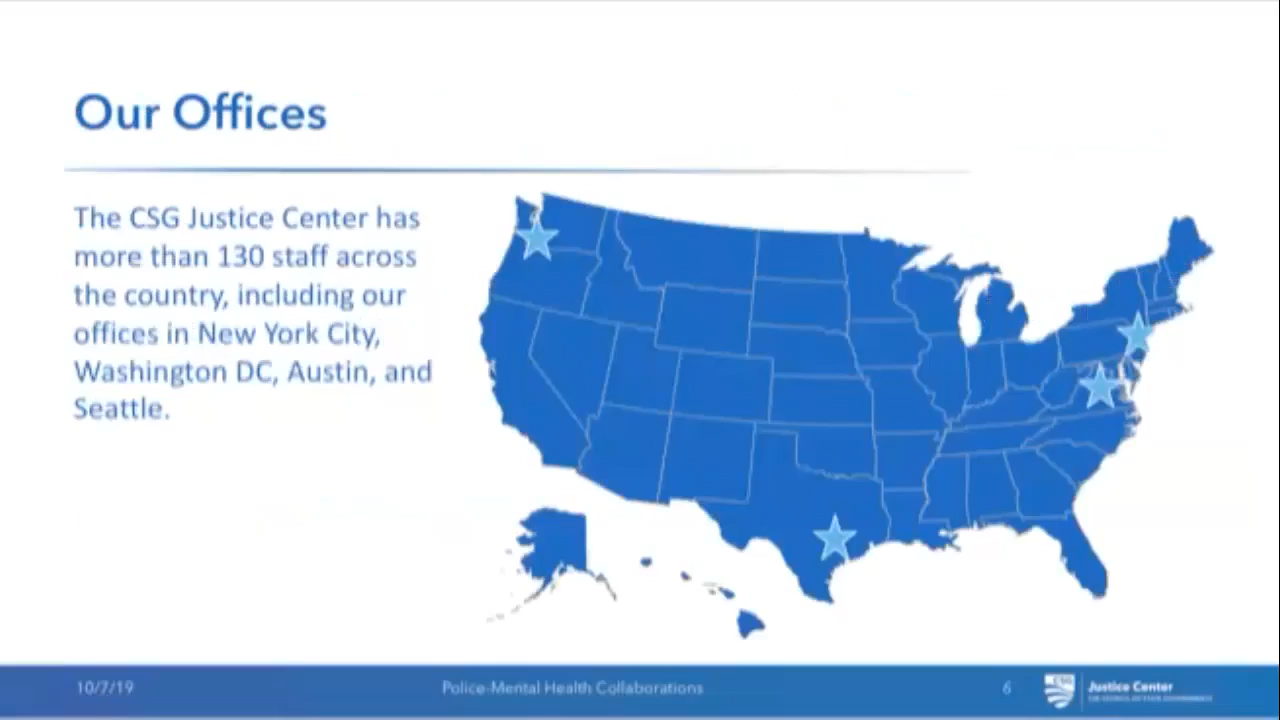 Our Offices
The CSG Justice Center has
more than 130 staff across
the country, including our
offices in New York City,
Washington DC, Austin, and
Seattle.
10/7/19
Police-Mental Health Collaborations
6
CSG
Justice Center